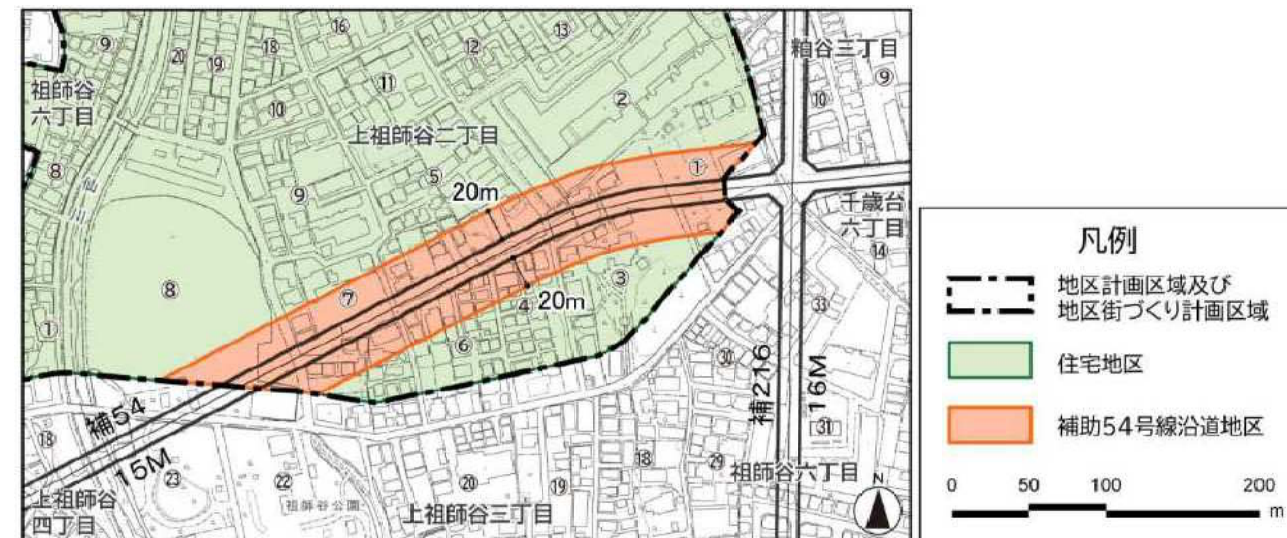 ⑨
⑳
⑲
⑱
⑯
⑫
⑬
粕谷三丁目
⑨
祖師谷
六丁目
⑩
⑪
②
⑩
上祖師谷二丁目
⑧
仙川
⑨
⑤
①
20m
千歳台
六丁目
⑭
⑧
⑦
③
④
20m
①
⑥
㉝
㉚
補54
15M
補216
16M
㉛
⑱
㉓
㉒
祖師谷公園
⑳
⑲
⑱
㉙
祖師谷六丁目
上祖師谷
四丁目
上祖師谷三丁目
N
凡例
地区計画区域及び
地区街づくり計画区域
住宅地区
補助54号線沿道地区
0 50 100 200
m